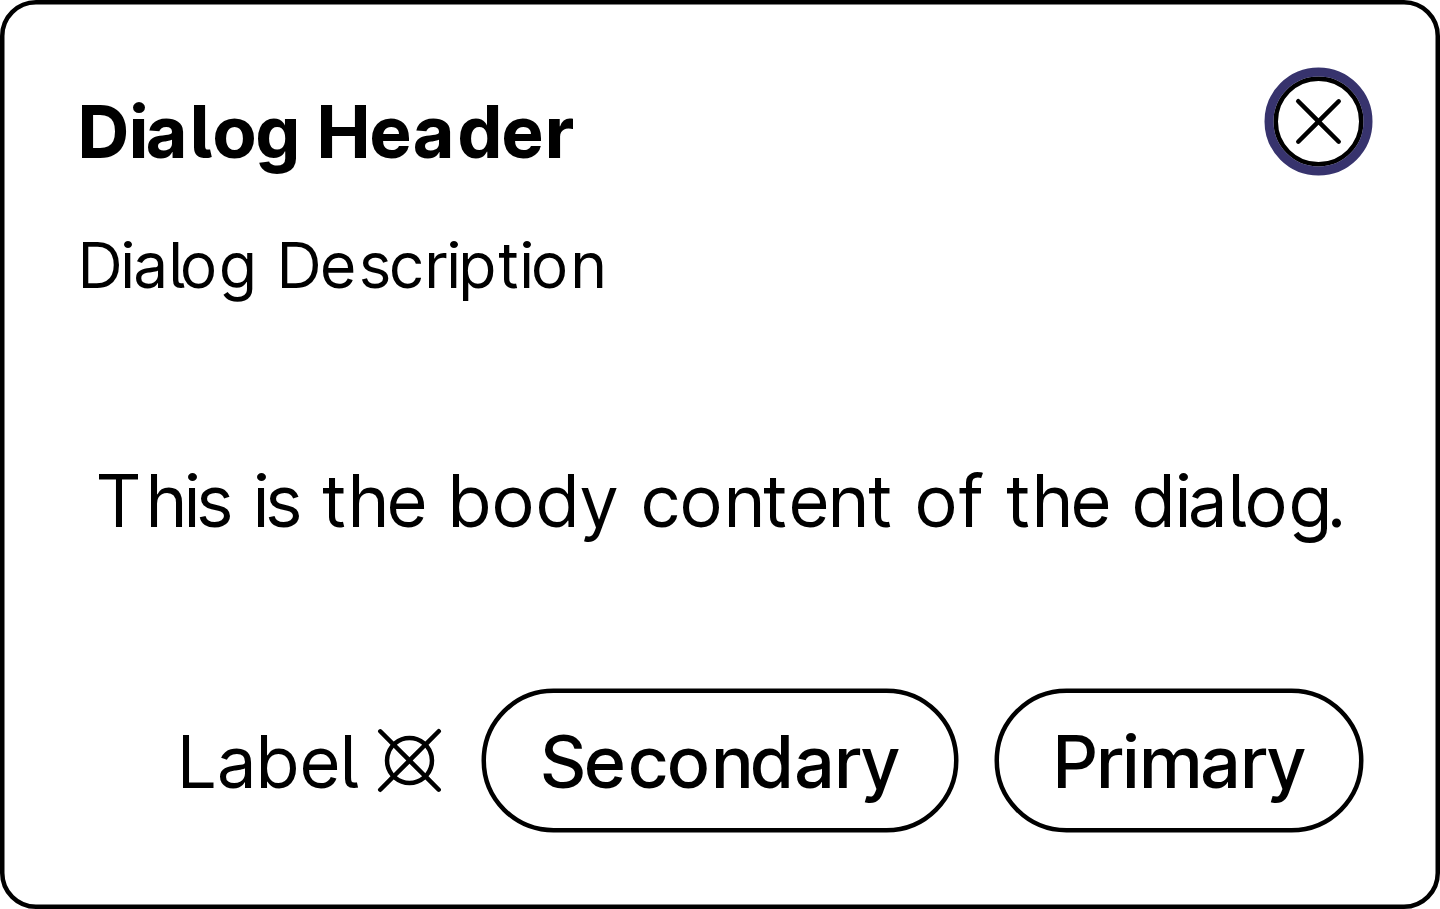 Dialog Header
Dialog Description
This is the body content of the dialog.
Label Secondary Primary